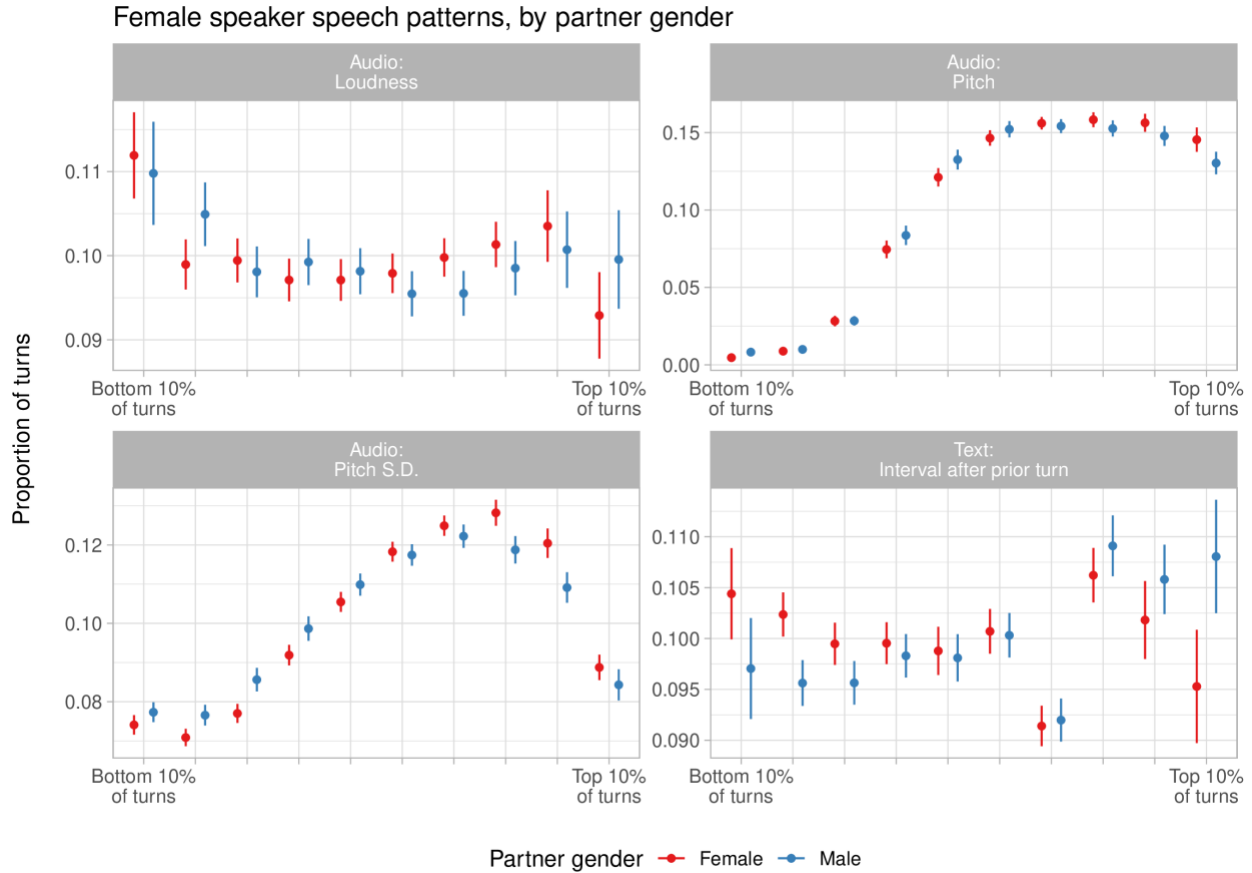 Female speaker speech patterns, by partner gender
Audio:
Loudness
0.11
0.10
0.09
Bottom 10%
of turns
Top 10%
of turns
Audio:
Pitch
0.15
0.10
0.05
0.00
Bottom 10%
of turns
Top 10%
of turns
Proportion of turns
Audio:
Pitch S.D.
0.12
0.10
0.08
Bottom 10%
of turns
Top 10%
of turns
Text:
Interval after prior turn
0.110
0.105
0.100
0.095
0.090
Bottom 10%
of turns
Top 10%
of turns
Partner gender Female Male